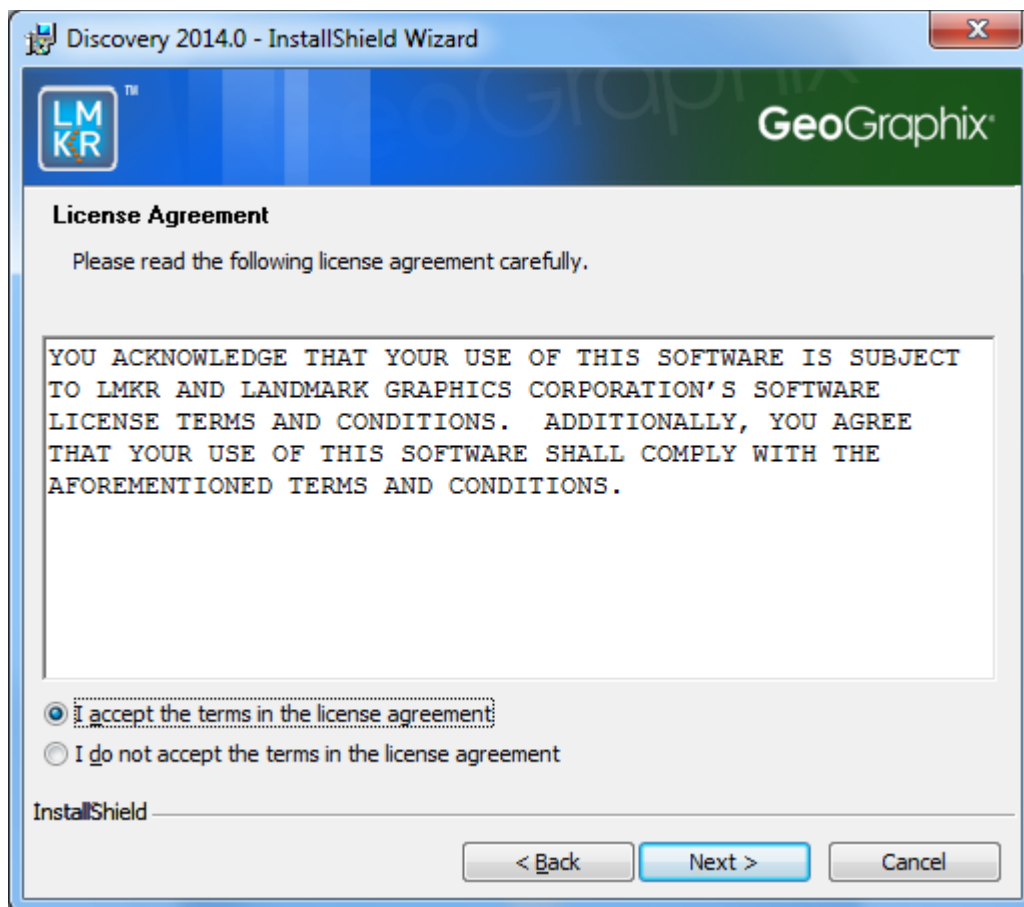 Discovery 2014.0 - InstallShield Wizard
LM
KR
TM
GeoGraphix
GeoGraphix
License Agreement
Please read the following license agreement carefully.
YOU ACKNOWLEDGE THAT YOUR USE OF THIS SOFTWARE IS SUBJECT
TO LMKR AND LANDMARK GRAPHICS CORPORATION’S SOFTWARE
LICENSE TERMS AND CONDITIONS.  ADDITIONALLY, YOU AGREE
THAT YOUR USE OF THIS SOFTWARE SHALL COMPLY WITH THE
AFOREMENTIONED TERMS AND CONDITIONS.
I accept the terms in the license agreement
I do not accept the terms in the license agreement
InstallShield
< Back
Next >
Cancel